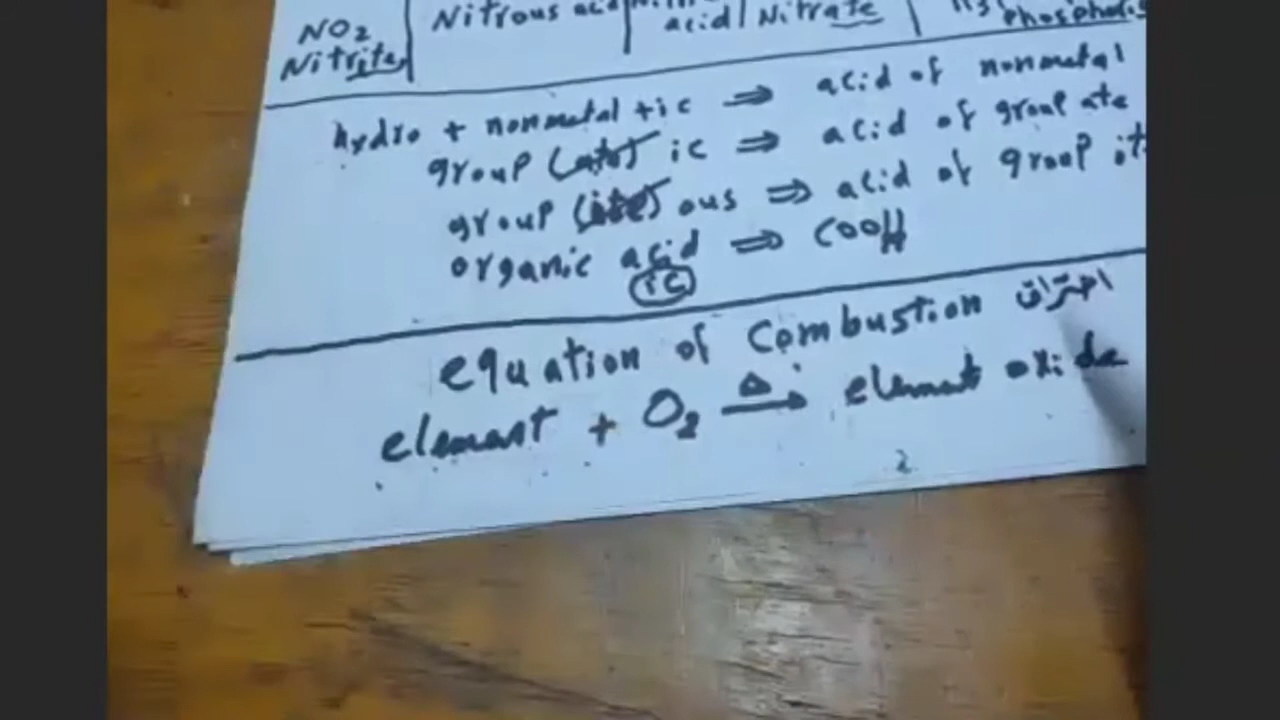 NO2
Nitrite
Nitrous acid
acid / Nitrate
Phosphoric
hydro + nonmetal + ic ⇒ acid of nonmetal
group (ate) ic ⇒ acid of group ate
group (ite) ous ⇒ acid of group ite
organic acid ⇒ COOH
ic
equation of Combustion احتراق
element + O2 Δ→ element oxide
2